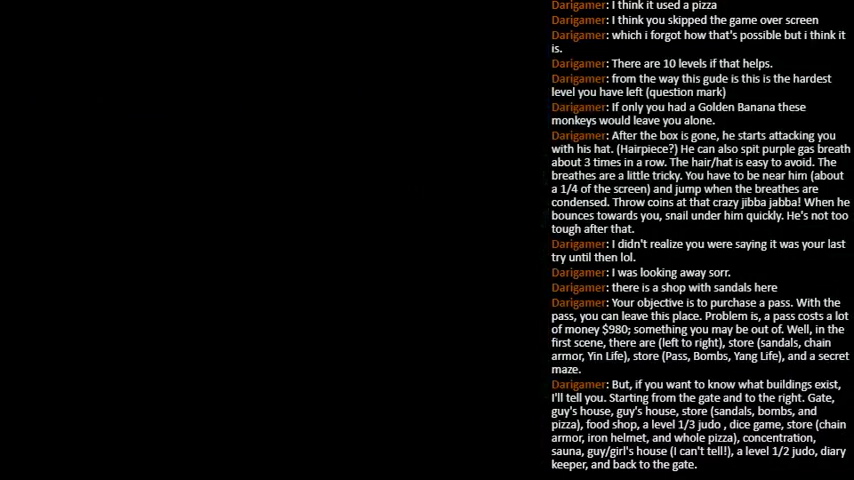 Darigamer: I think it used a pizza
Darigamer: I think you skipped the game over screen
Darigamer: which i forgot how that's possible but i think it
is.
Darigamer: There are 10 levels if that helps.
Darigamer: from the way this gude is this is the hardest
level you have left (question mark)
Darigamer: If only you had a Golden Banana these
monkeys would leave you alone.
Darigamer: After the box is gone, he starts attacking you
with his hat. (Hairpiece?) He can also spit purple gas breath
about 3 times in a row. The hair/hat is easy to avoid. The
breathes are a little tricky. You have to be near him (about
a 1/4 of the screen) and jump when the breathes are
condensed. Throw coins at that crazy jibba jabba! When he
bounces towards you, snail under him quickly. He's not too
tough after that.
Darigamer: I didn't realize you were saying it was your last
try until then lol.
Darigamer: I was looking away sorr.
Darigamer: there is a shop with sandals here
Darigamer: Your objective is to purchase a pass. With the
pass, you can leave this place. Problem is, a pass costs a lot
of money $980; something you may be out of. Well, in the
first scene, there are (left to right), store (sandals, chain
armor, Yin Life), store (Pass, Bombs, Yang Life), and a secret
maze.
Darigamer: But, if you want to know what buildings exist,
I'll tell you. Starting from the gate and to the right. Gate,
guy's house, guy's house, store (sandals, bombs, and
pizza), food shop, a level 1/3 judo , dice game, store (chain
armor, iron helmet, and whole pizza), concentration,
sauna, guy/girl's house (I can't tell!), a level 1/2 judo, diary
keeper, and back to the gate.